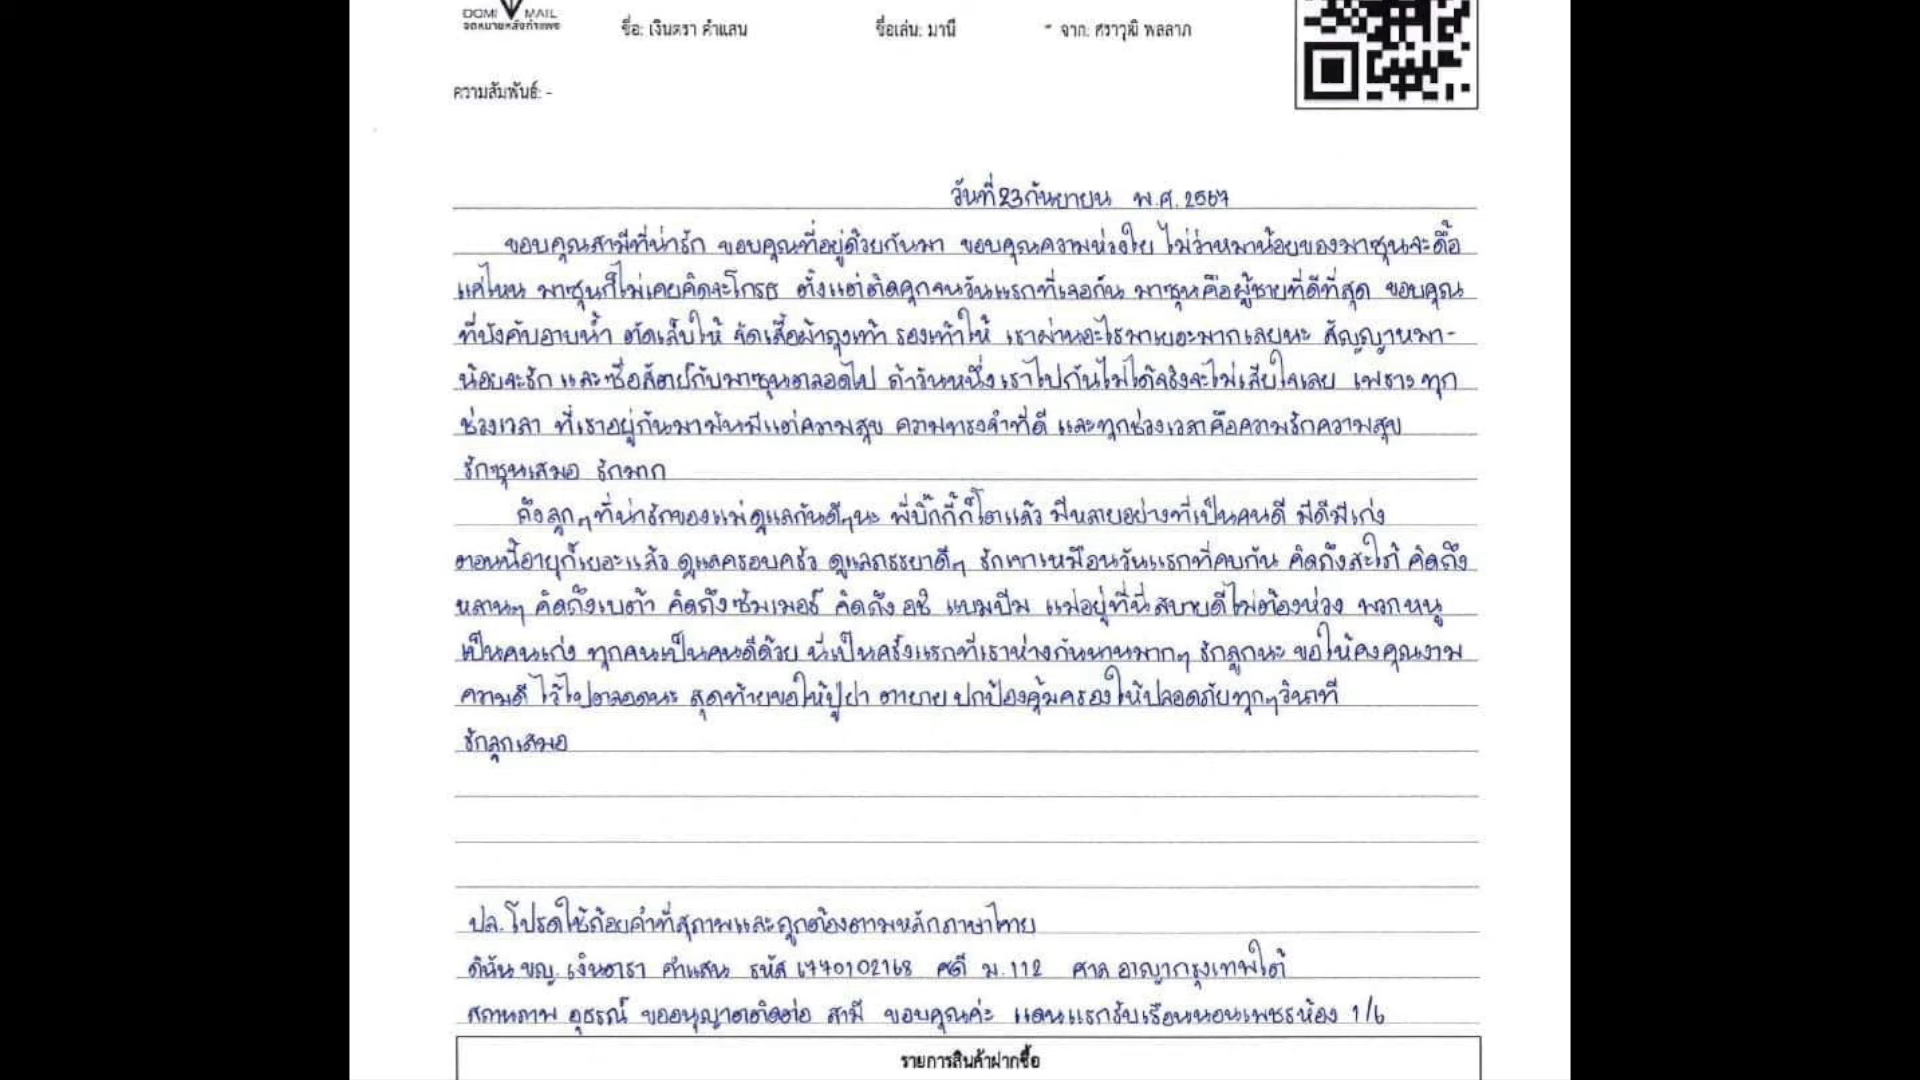 DOMI MAIL
จดหมายหลังกำแพง
ชื่อ: เงินตรา คำแสน ชื่อเล่น: มานี จาก: ศราวุฒิ พลลาภ
ความสัมพันธ์: -
วันที่ 23 กันยายน พ.ศ. 2567
ขอบคุณสามีที่น่ารัก ขอบคุณที่อยู่ด้วยกันมา ขอบคุณความห่วงใย ไม่ว่าหมาน้อยของมาซุนจะดื้อ
แค่ไหน มาซุนก็ไม่เคยคิดจะโกรธ ตั้งแต่ติดคุกจนวันแรกที่เจอกัน มาซุนคือผู้ชายที่ดีที่สุด ขอบคุณ
ที่บังคับอาบน้ำ ตัดเล็บให้ จัดเสื้อผ้าถุงเท้า รองเท้าให้ เราผ่านอะไรมาเยอะมากเลยนะ สัญญาหมา-
น้อยจะรัก และซื่อสัตย์กับมาซุนตลอดไป ถ้าวันหนึ่งเราไปกันไม่ได้จริงจะไม่เสียใจเลย เพราะทุก
ช่วงเวลา ที่เราอยู่กันมามันมีแต่ความสุข ความทรงจำที่ดี และทุกช่วงเวลาคือความรักความสุข
รักซุนเสมอ รักมาก
ถึงลูกๆที่น่ารักของแม่ ดูแลกันดีๆนะ พี่บิ๊กกี้ก็โตแล้ว มีหลายอย่างที่เป็นคนดี มีดีมีเก่ง
ตอนนี้อายุก็เยอะแล้ว ดูแลครอบครัว ดูแลภรรยาดีๆ รักเขาเหมือนวันแรกที่คบกัน คิดถึงสะใภ้ คิดถึง
หลานๆ คิดถึงเบต้า คิดถึงซัมเมอร์ คิดถึง อชิ แบมบีม แม่อยู่ที่นี่สบายดีไม่ต้องห่วง พวกหนู
เป็นคนเก่ง ทุกคนเป็นคนดีด้วย นี่เป็นครั้งแรกที่เราห่างกันนานมากๆ รักลูกนะ ขอให้คงคุณงาม
ความดี ไว้ไปตลอดนะ สุดท้ายขอให้ปู่ย่า ตายาย ปกป้องคุ้มครองให้ปลอดภัยทุกๆวินาที
รักลูกเสมอ
ปล. โปรดใช้ถ้อยคำที่สุภาพและถูกต้องตามหลักภาษาไทย
ดิฉัน ขญ. เงินตรา คำแสน รหัส 6770102168 คดี ม.112 ศาล อาญากรุงเทพใต้
สถานภาพ อุธรณ์ ขออนุญาตติดต่อ สามี ขอบคุณค่ะ แดนแรกรับเรือนนอนเพชรห้อง 1/6
รายการสินค้าฝากซื้อ